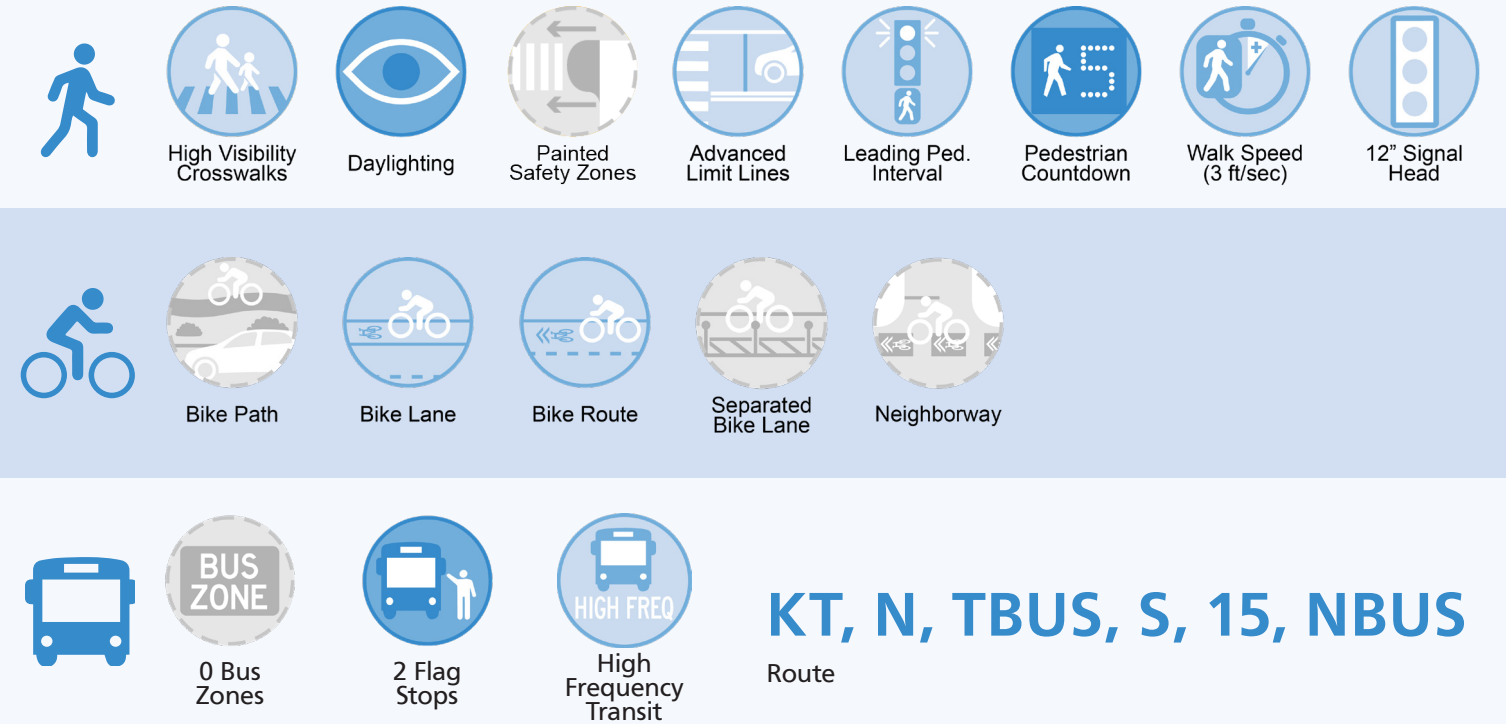 High Visibility
Crosswalks
Daylighting
Painted
Safety Zones
Advanced
Limit Lines
Leading Ped.
Interval
5
Pedestrian
Countdown
Walk Speed
(3 ft/sec)
12” Signal
Head
Bike Path
Bike Lane
Bike Route
Separated
Bike Lane
Neighborway
BUS
ZONE
0 Bus
Zones
2 Flag
Stops
HIGH FREQ
High
Frequency
Transit
KT, N, TBUS, S, 15, NBUS
Route